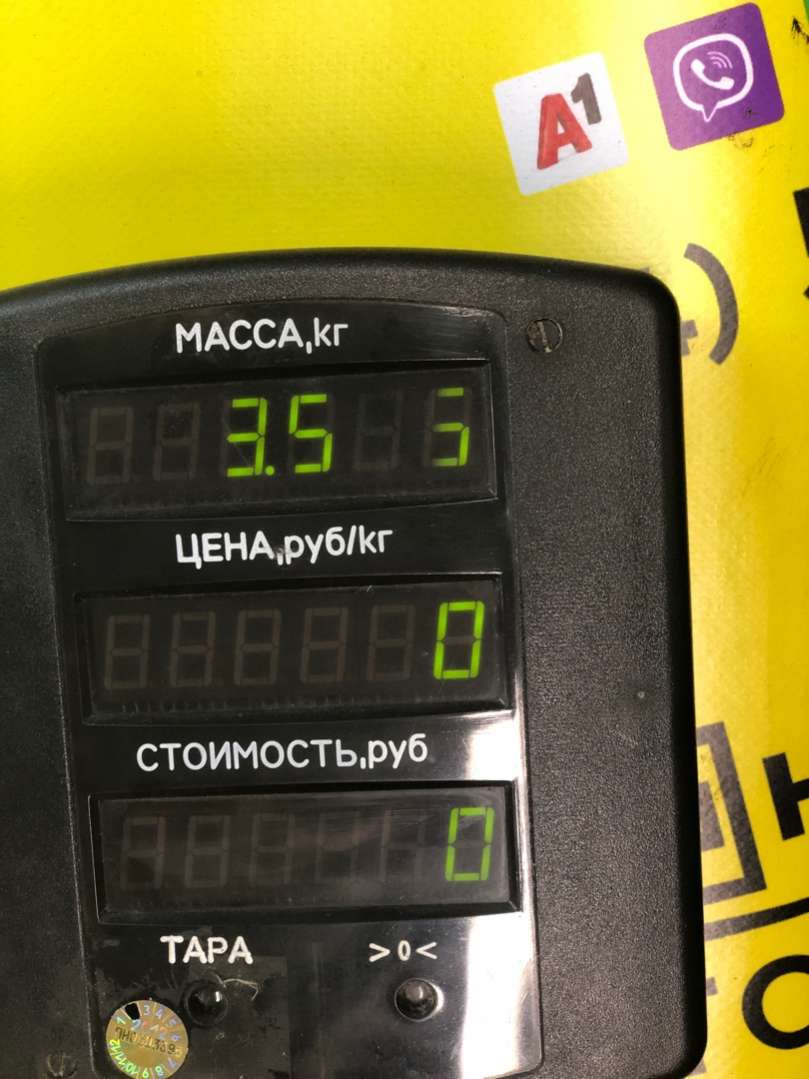 A1
МАССА,кг
3.5 5
ЦЕНА,руб/кг
0
СТОИМОСТЬ,руб
0
ТАРА >0<